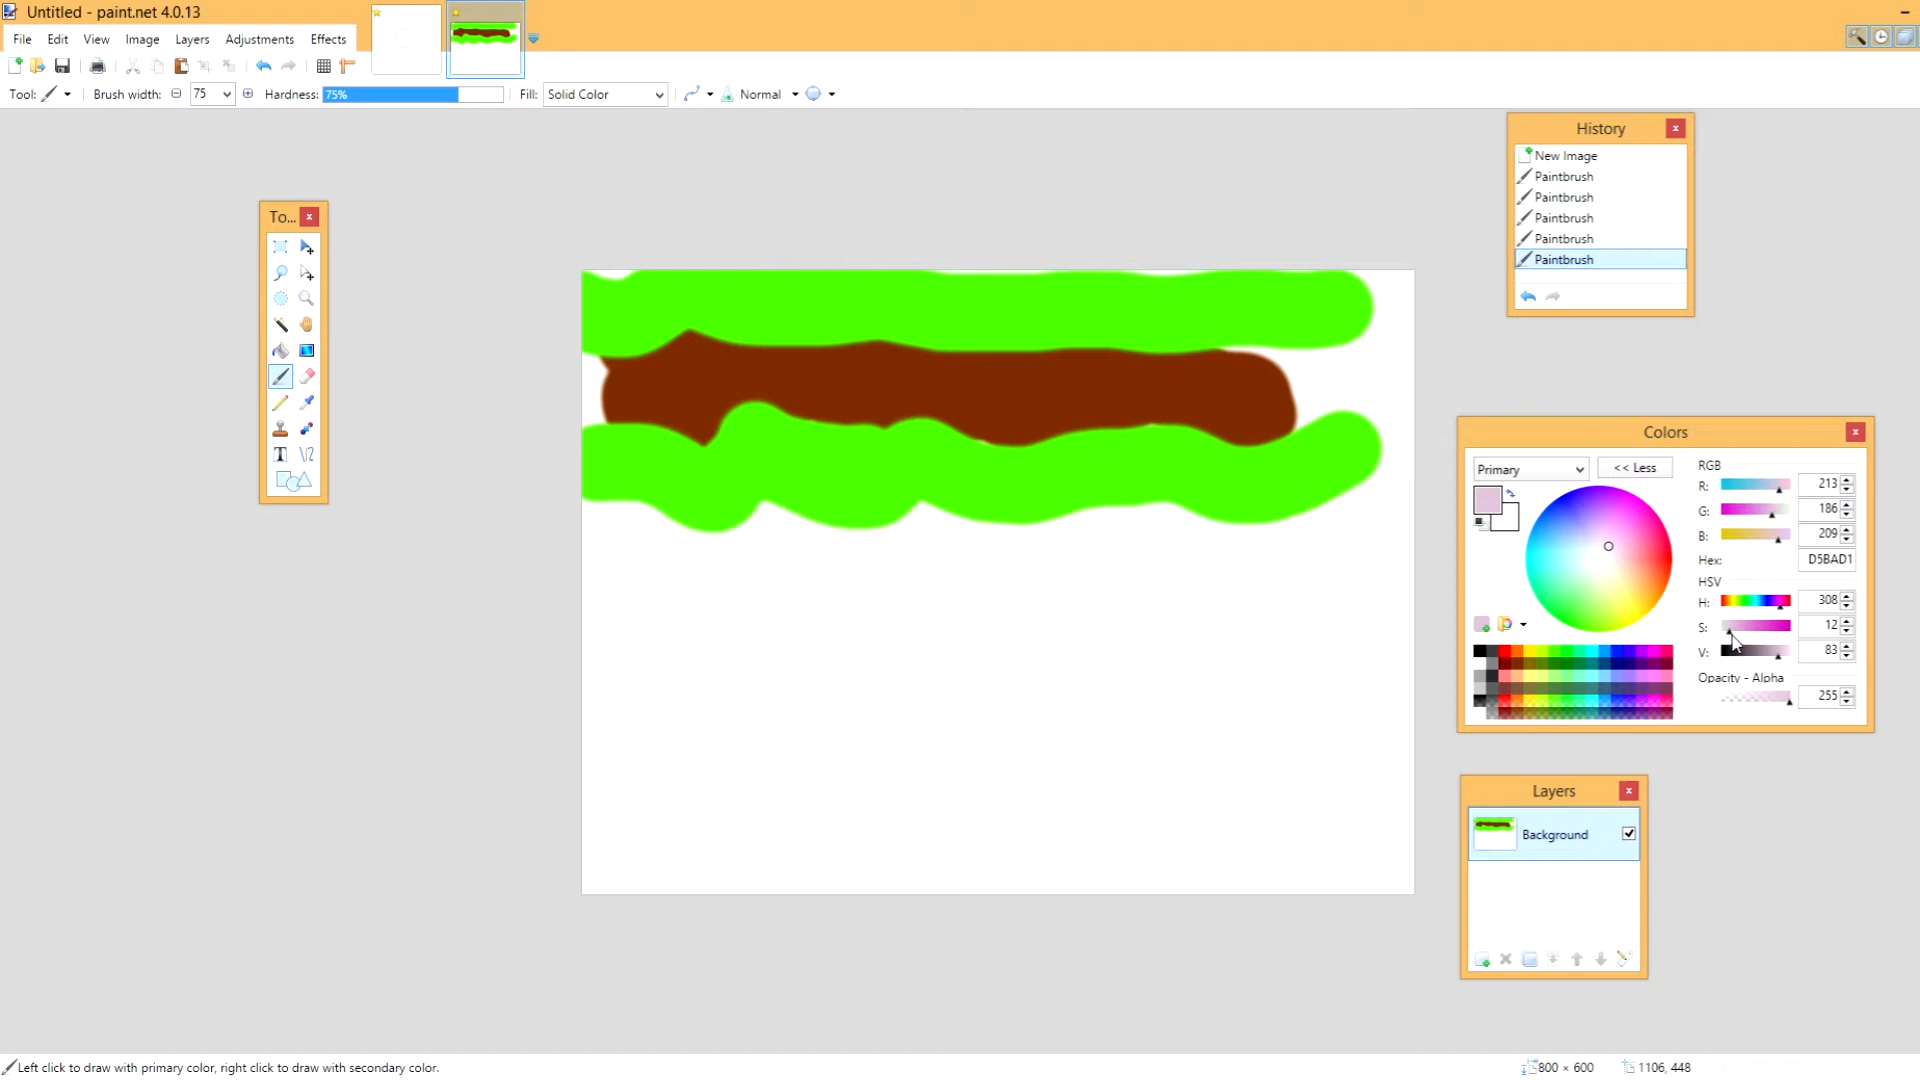 Untitled - paint.net 4.0.13
File Edit View Image Layers Adjustments Effects
Tool: Brush width: 75 Hardness: 75% Fill: Solid Color Normal
To...
History
New Image
Paintbrush
Paintbrush
Paintbrush
Paintbrush
Paintbrush
Colors
Primary << Less
RGB
R: 213
G: 186
B: 209
Hex: D5BAD1
HSV
H: 308
S: 12
V: 83
Opacity - Alpha
255
Layers
Background
Left click to draw with primary color, right click to draw with secondary color. 800 × 600 1106, 448